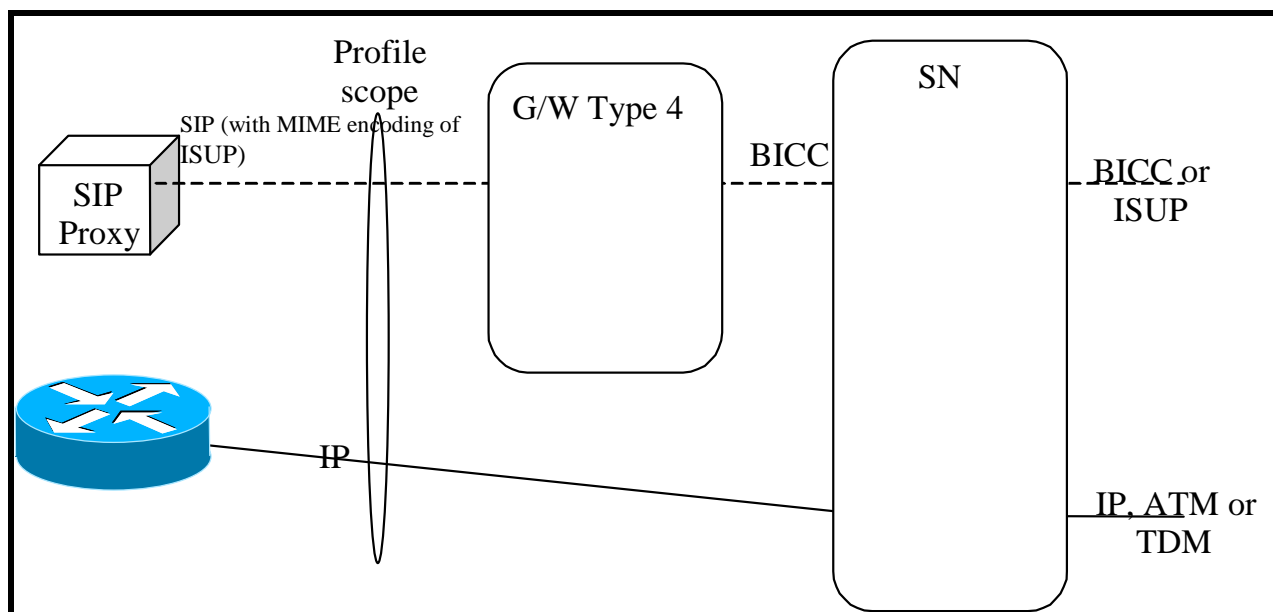 Profile
scope
SIP (with MIME encoding of
ISUP)
SIP
Proxy
G/W Type 4
BICC
SN
BICC or
ISUP
IP
IP, ATM or
TDM